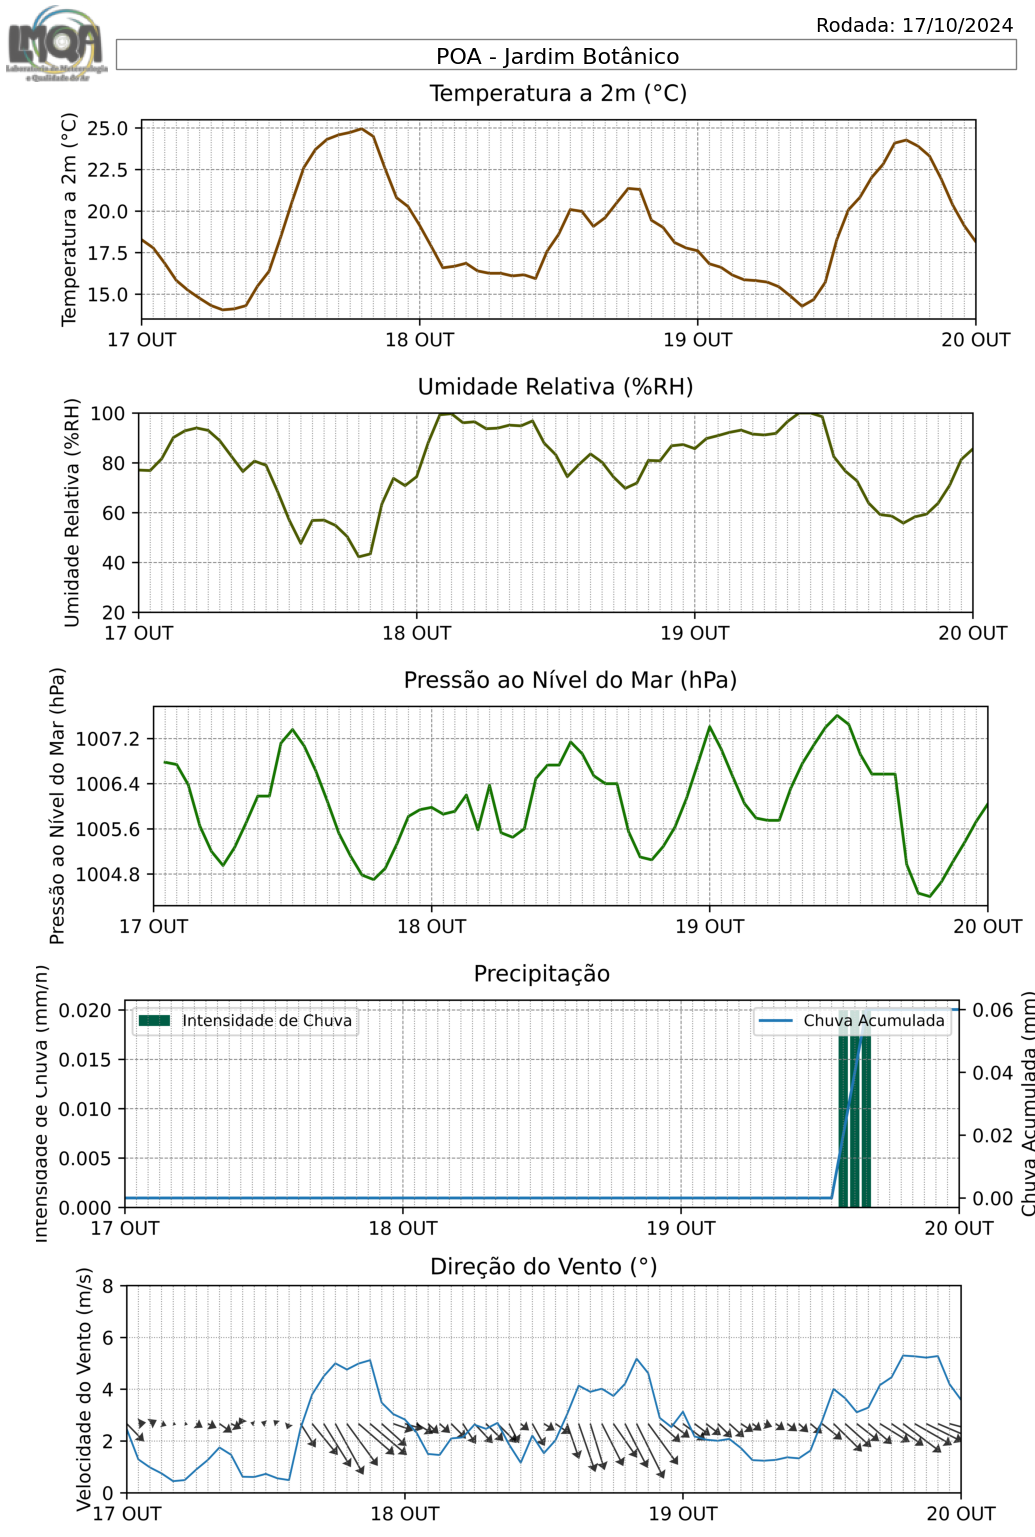 LMQA
Laboratório de Meteorologia
e Qualidade do Ar
Rodada: 17/10/2024
POA - Jardim Botânico
Temperatura a 2m (°C)
Temperatura a 2m (°C)
25.0
22.5
20.0
17.5
15.0
17 OUT 18 OUT 19 OUT 20 OUT
Umidade Relativa (%RH)
Umidade Relativa (%RH)
100
80
60
40
20
17 OUT 18 OUT 19 OUT 20 OUT
Pressão ao Nível do Mar (hPa)
Pressão ao Nível do Mar (hPa)
1007.2
1006.4
1005.6
1004.8
17 OUT 18 OUT 19 OUT 20 OUT
Precipitação
Intensidade de Chuva (mm/h)
0.020
0.015
0.010
0.005
0.000
Intensidade de Chuva
Chuva Acumulada
0.06
0.04
0.02
0.00
Chuva Acumulada (mm)
17 OUT 18 OUT 19 OUT 20 OUT
Direção do Vento (°)
Velocidade do Vento (m/s)
8
6
4
2
0
17 OUT 18 OUT 19 OUT 20 OUT